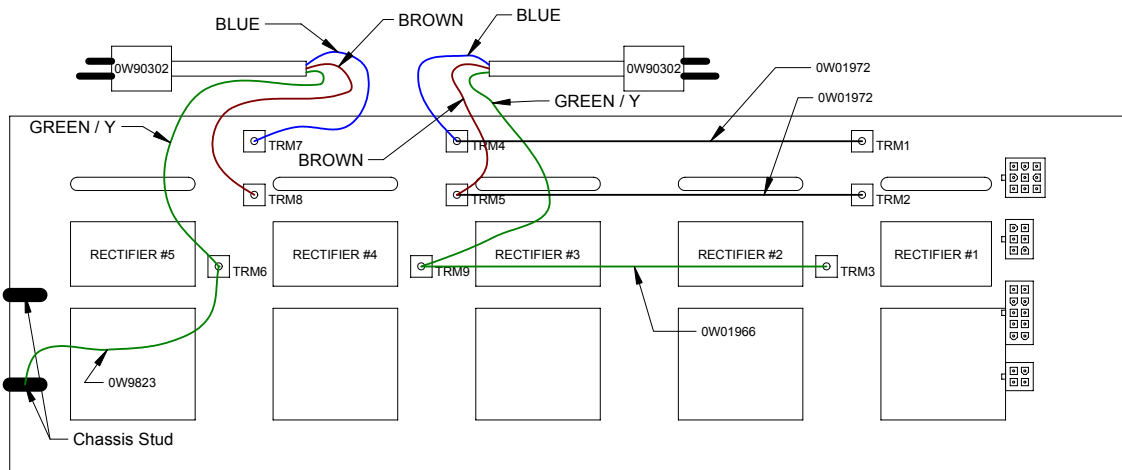 BLUE
BROWN
BLUE
0W90302
0W90302
0W01972
0W01972
GREEN / Y
GREEN / Y
TRM7
TRM4
TRM1
BROWN
TRM8
TRM5
TRM2
RECTIFIER #5
RECTIFIER #4
RECTIFIER #3
RECTIFIER #2
RECTIFIER #1
TRM6
TRM9
TRM3
0W01966
0W9823
Chassis Stud